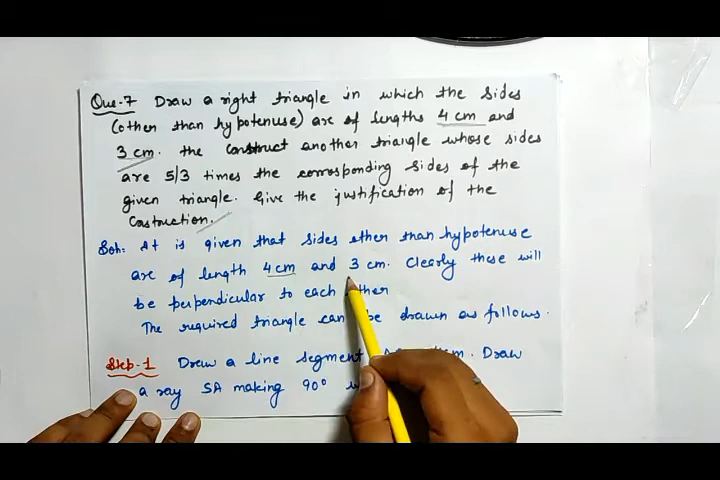 Que-7 Draw a right triangle in which the sides
(other than hypotenuse) are of lengths 4 cm and
3 cm. the construct another triangle whose sides
are 5/3 times the corrosponding sides of the
given triangle. Give the justification of the
Castruction.
Soln: It is given that sides other than hypotenuse
are of length 4 cm and 3 cm. Clearly these will
be perpendicular to each other
The required triangle can be drawn as follows.
Step-1 Draw a line segment Draw
a ray SA making 90°